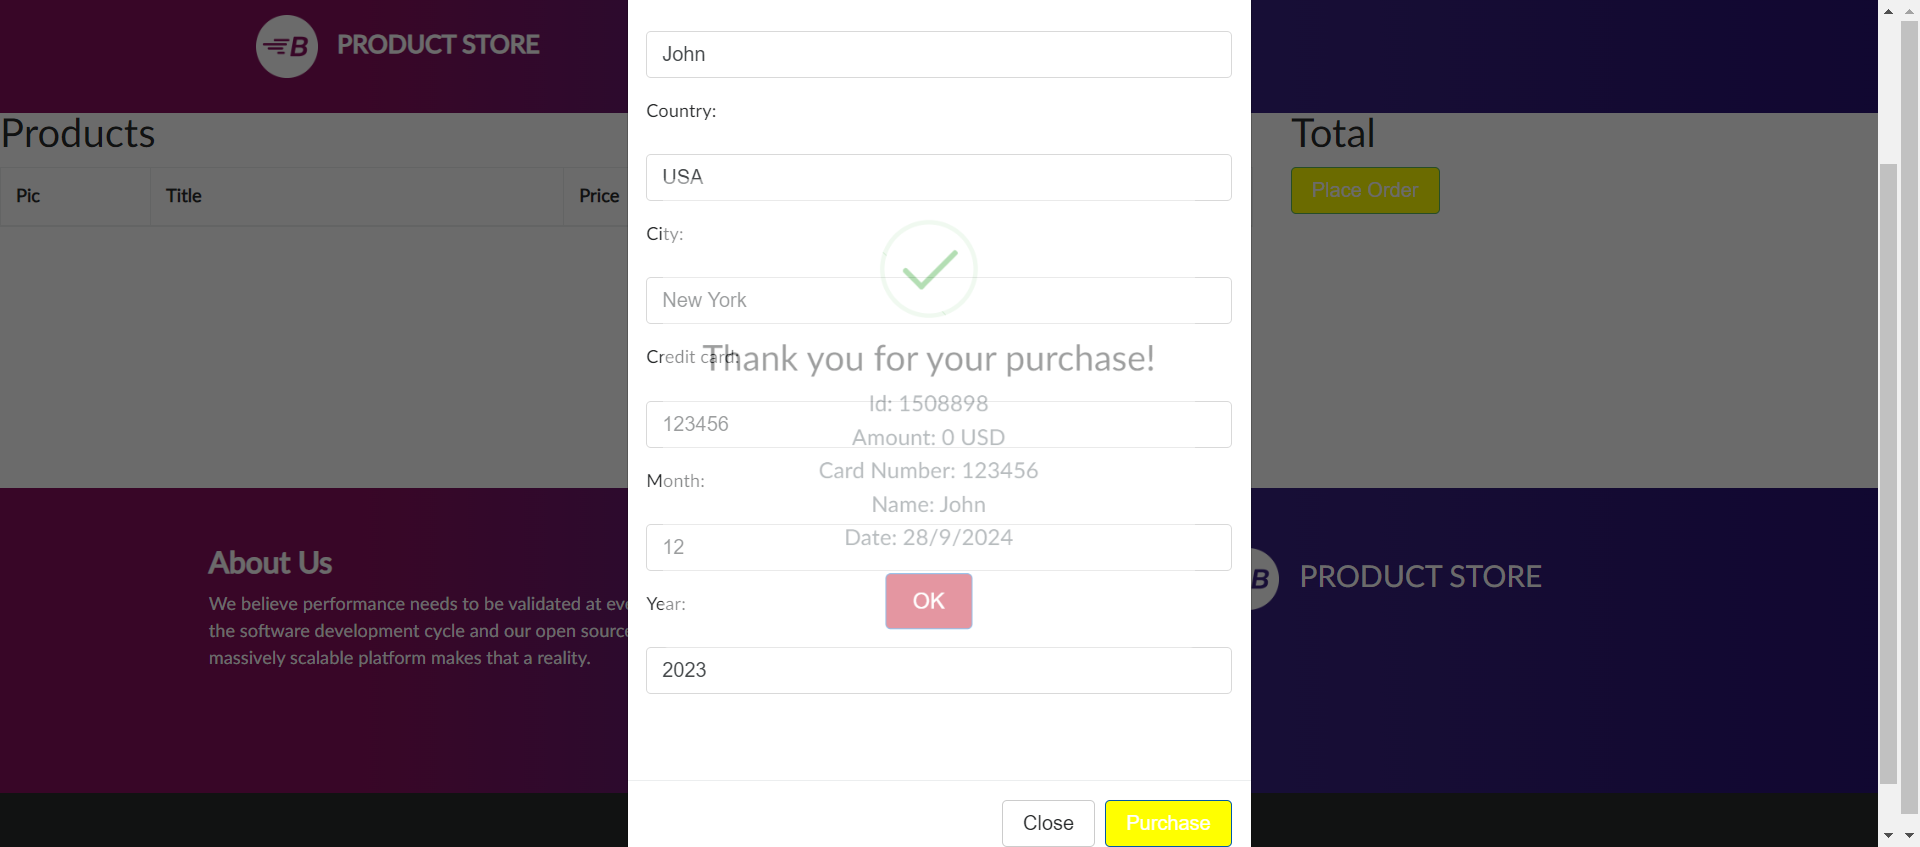 B PRODUCT STORE
John
Country:
Products
Total
USA
Pic Title Price
Place Order
City:
New York
Credit card:
Thank you for your purchase!
Id: 1508898
123456
Amount: 0 USD
Card Number: 123456
Month:
Name: John
Date: 28/9/2024
12
OK
Year:
2023
About Us
We believe performance needs to be validated at
the software development cycle and our open source
massively scalable platform makes that a reality.
B PRODUCT STORE
Close Purchase